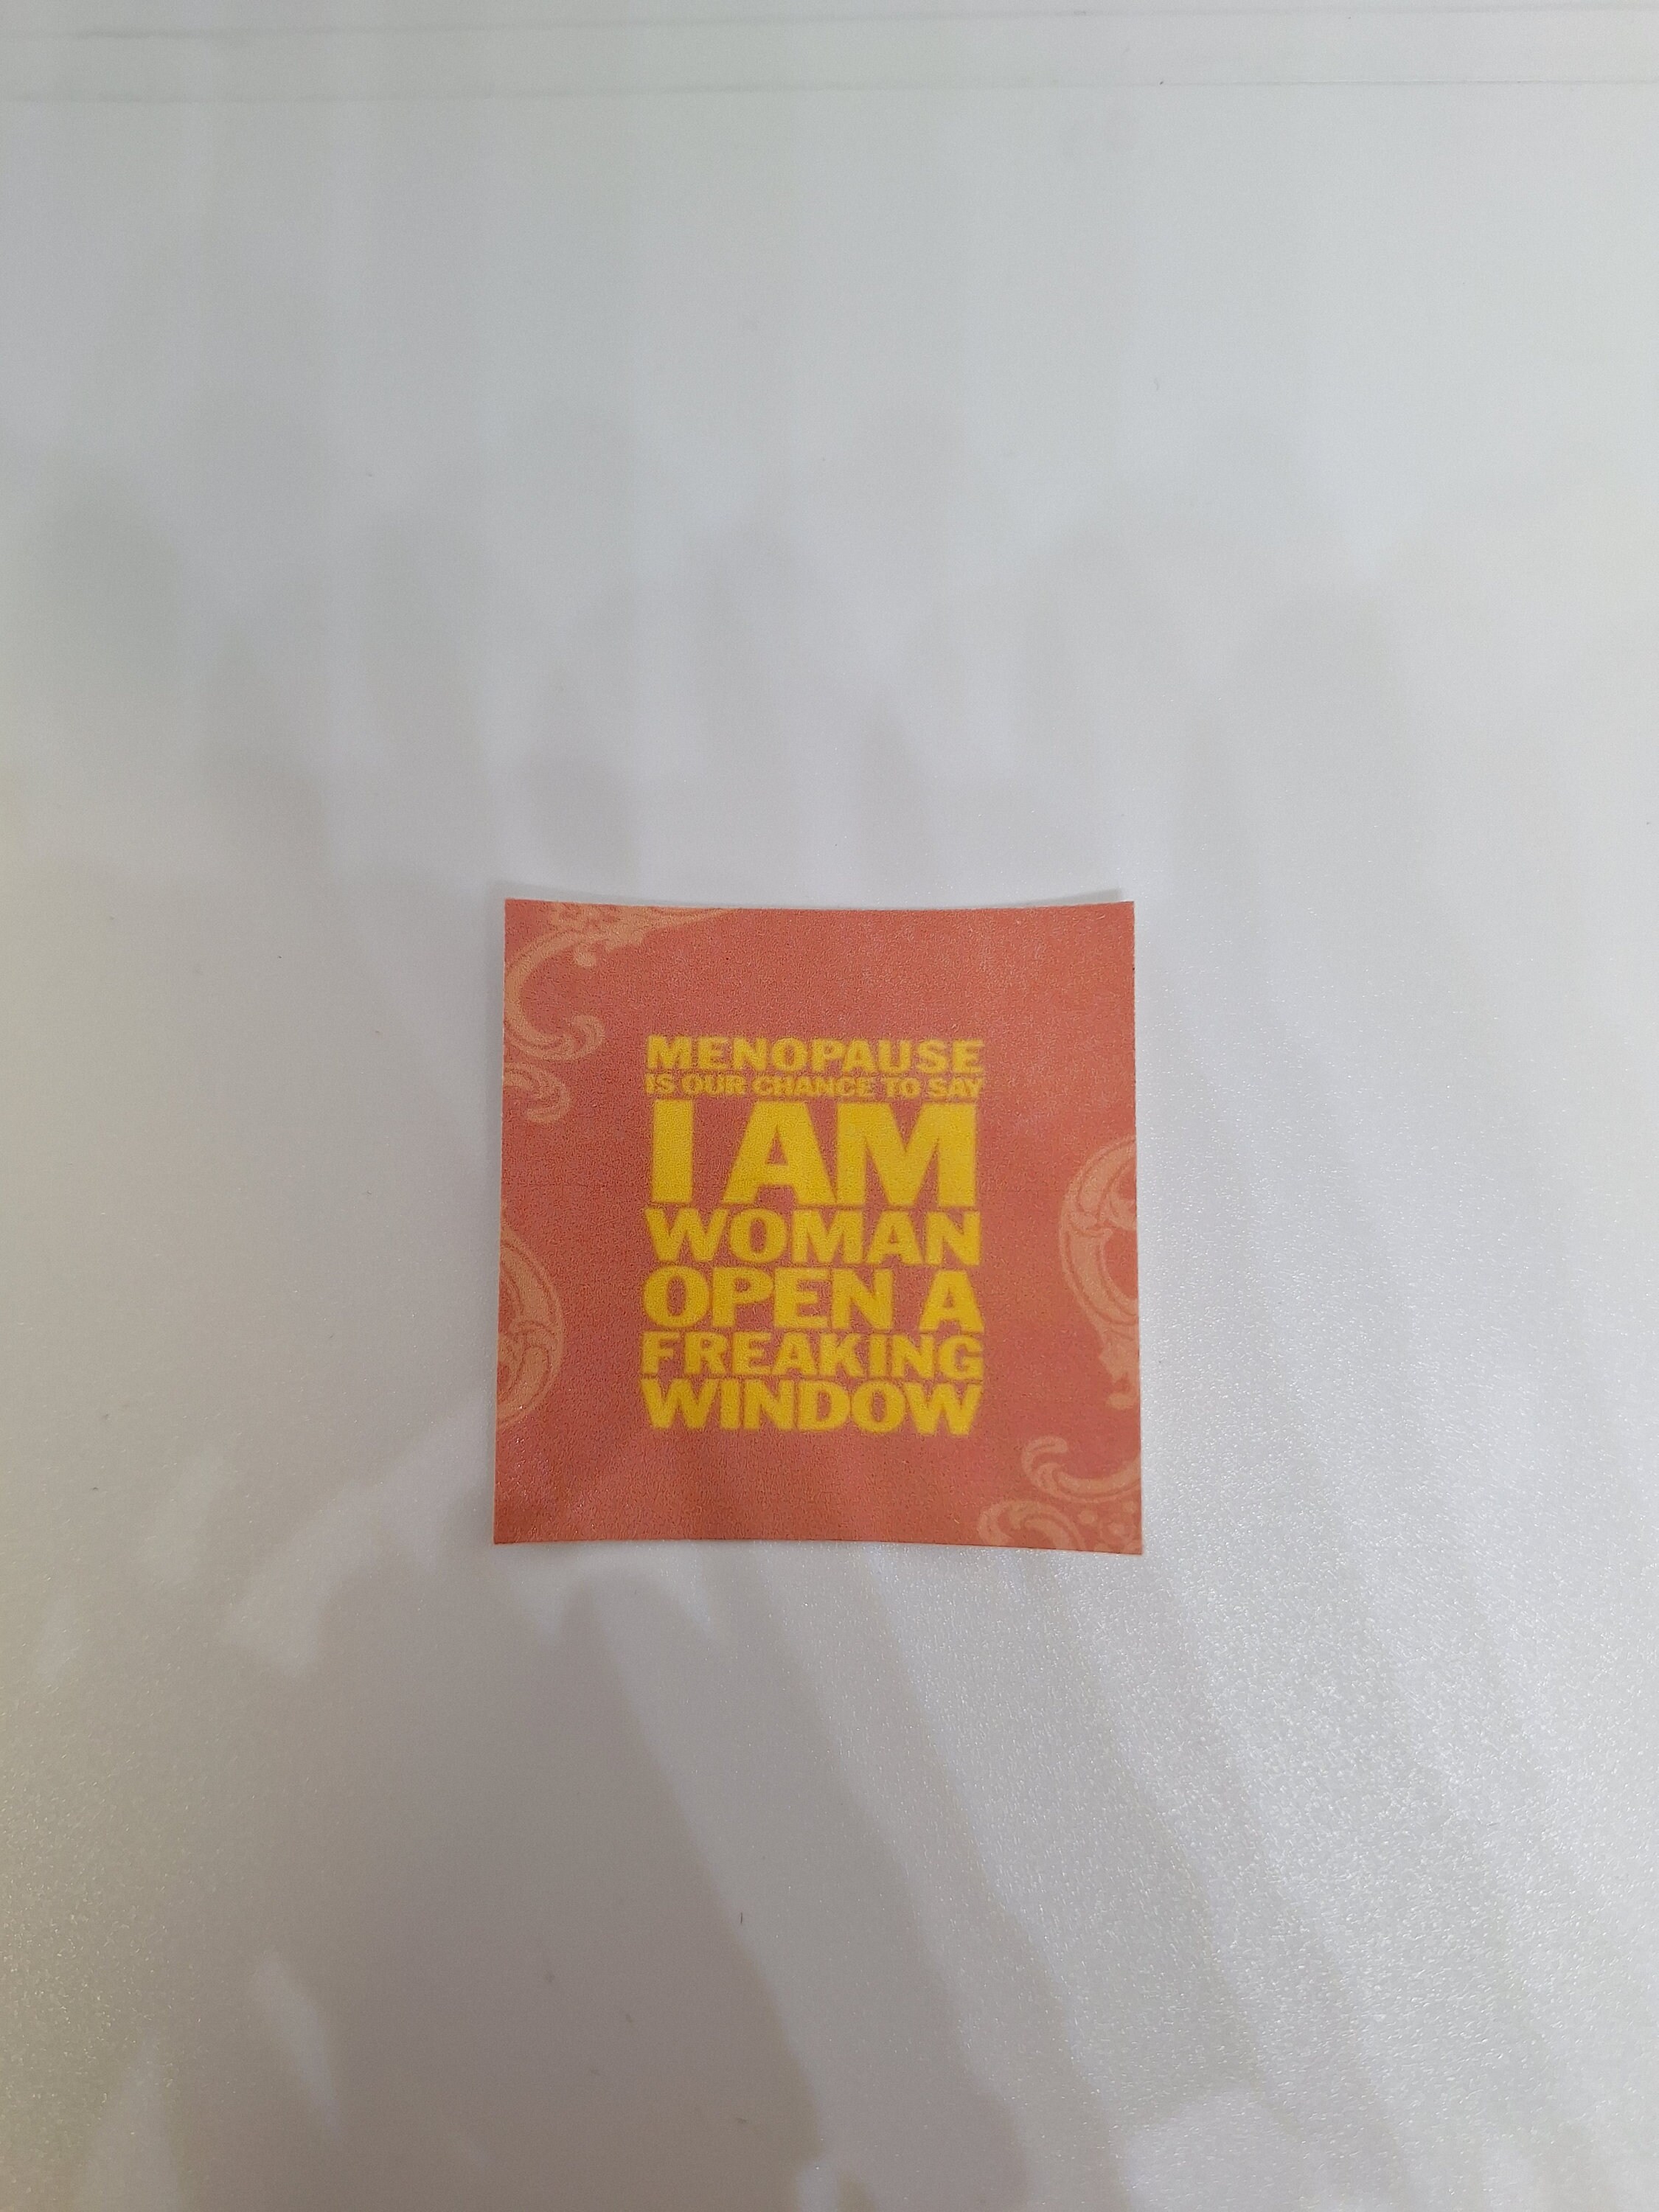 MENOPAUSE
IS OUR CHANCE TO SAY
I AM
WOMAN
OPEN A
FREAKING
WINDOW